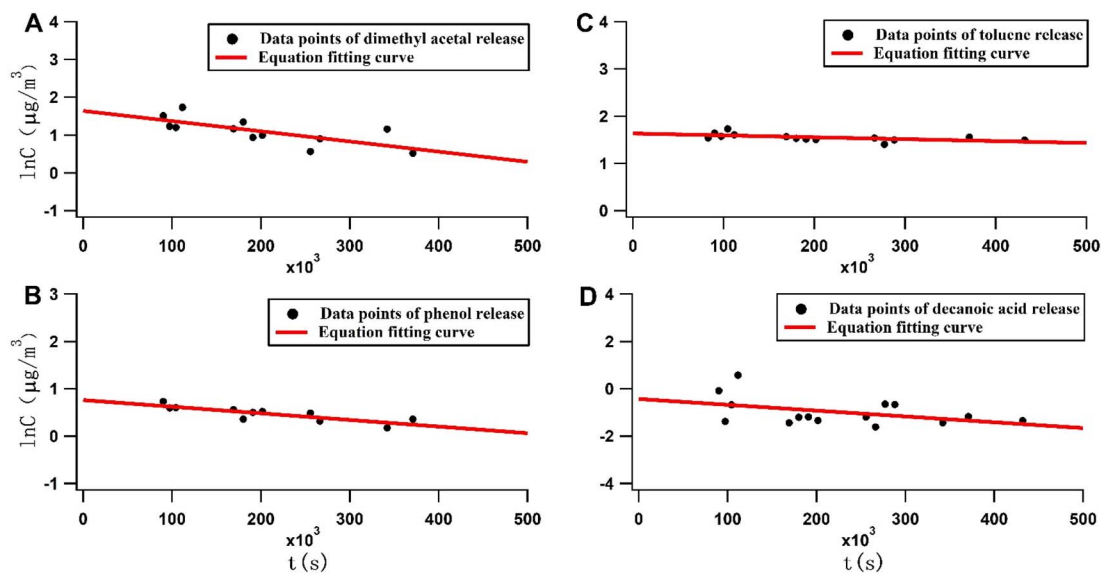 A
4
3
2
1
0
-1
lnC (μg/m³)
Data points of dimethyl acetal release
Equation fitting curve
0 100 200 300 400 500
x10³
C
4
3
2
1
0
Data points of toluene release
Equation fitting curve
0 100 200 300 400 500
x10³
B
3
2
1
0
-1
lnC (μg/m³)
Data points of phenol release
Equation fitting curve
0 100 200 300 400 500
x10³
t(s)
D
4
2
0
-2
-4
Data points of decanoic acid release
Equation fitting curve
0 100 200 300 400 500
x10³
t(s)